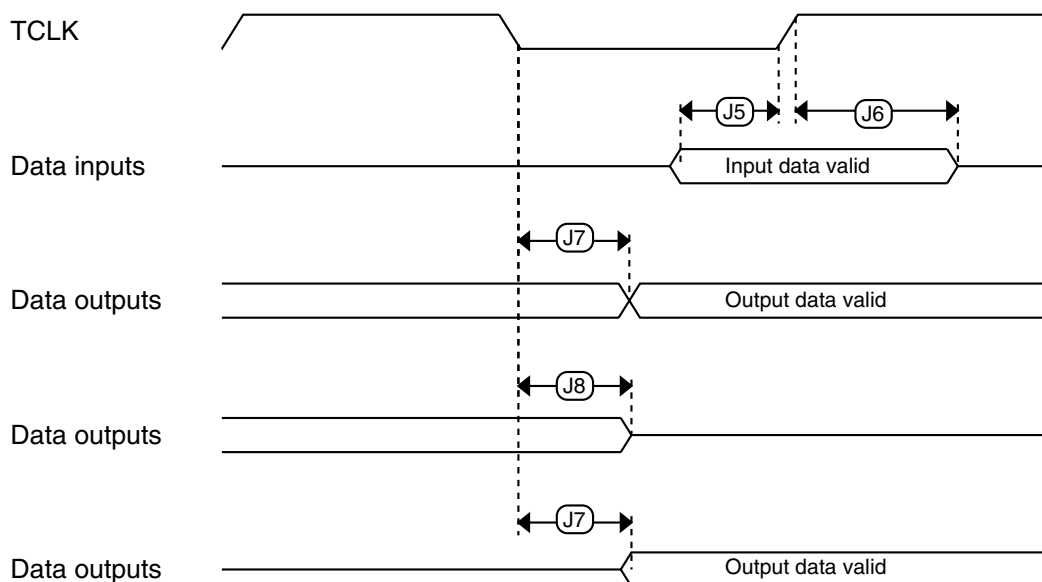 TCLK
J5
J6
Data inputs
Input data valid
J7
Data outputs
Output data valid
J8
Data outputs
J7
Data outputs
Output data valid